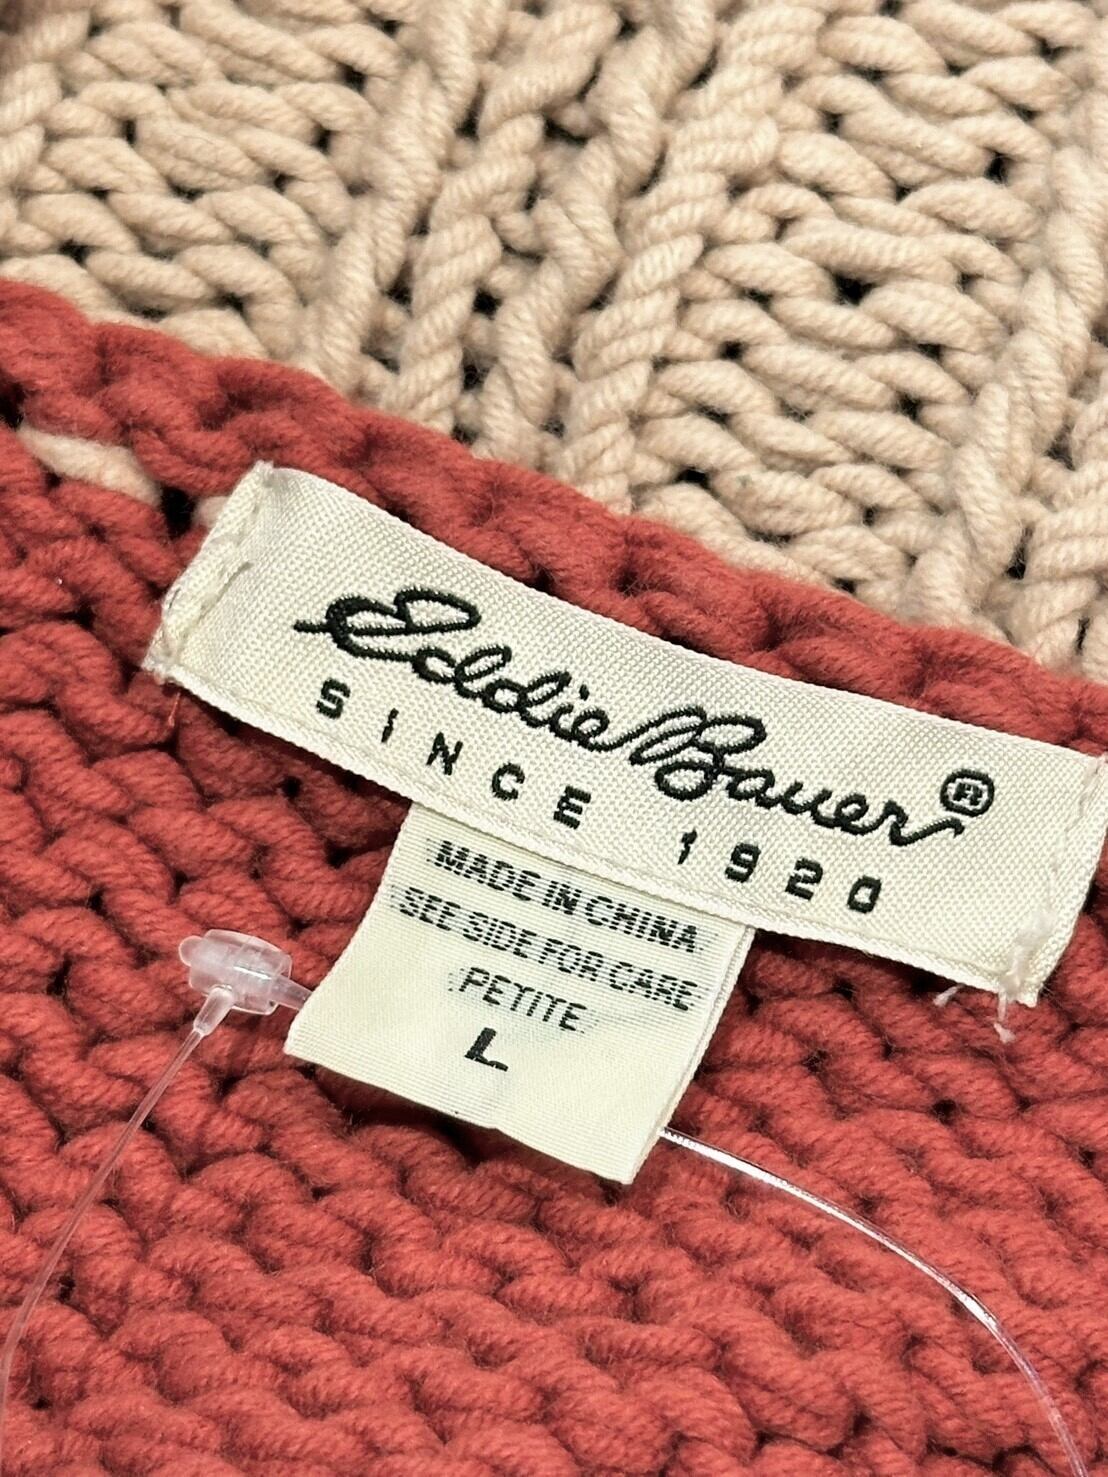 Eddie Bauer®
SINCE 1920
MADE IN CHINA
SEE SIDE FOR CARE
PETITE
L